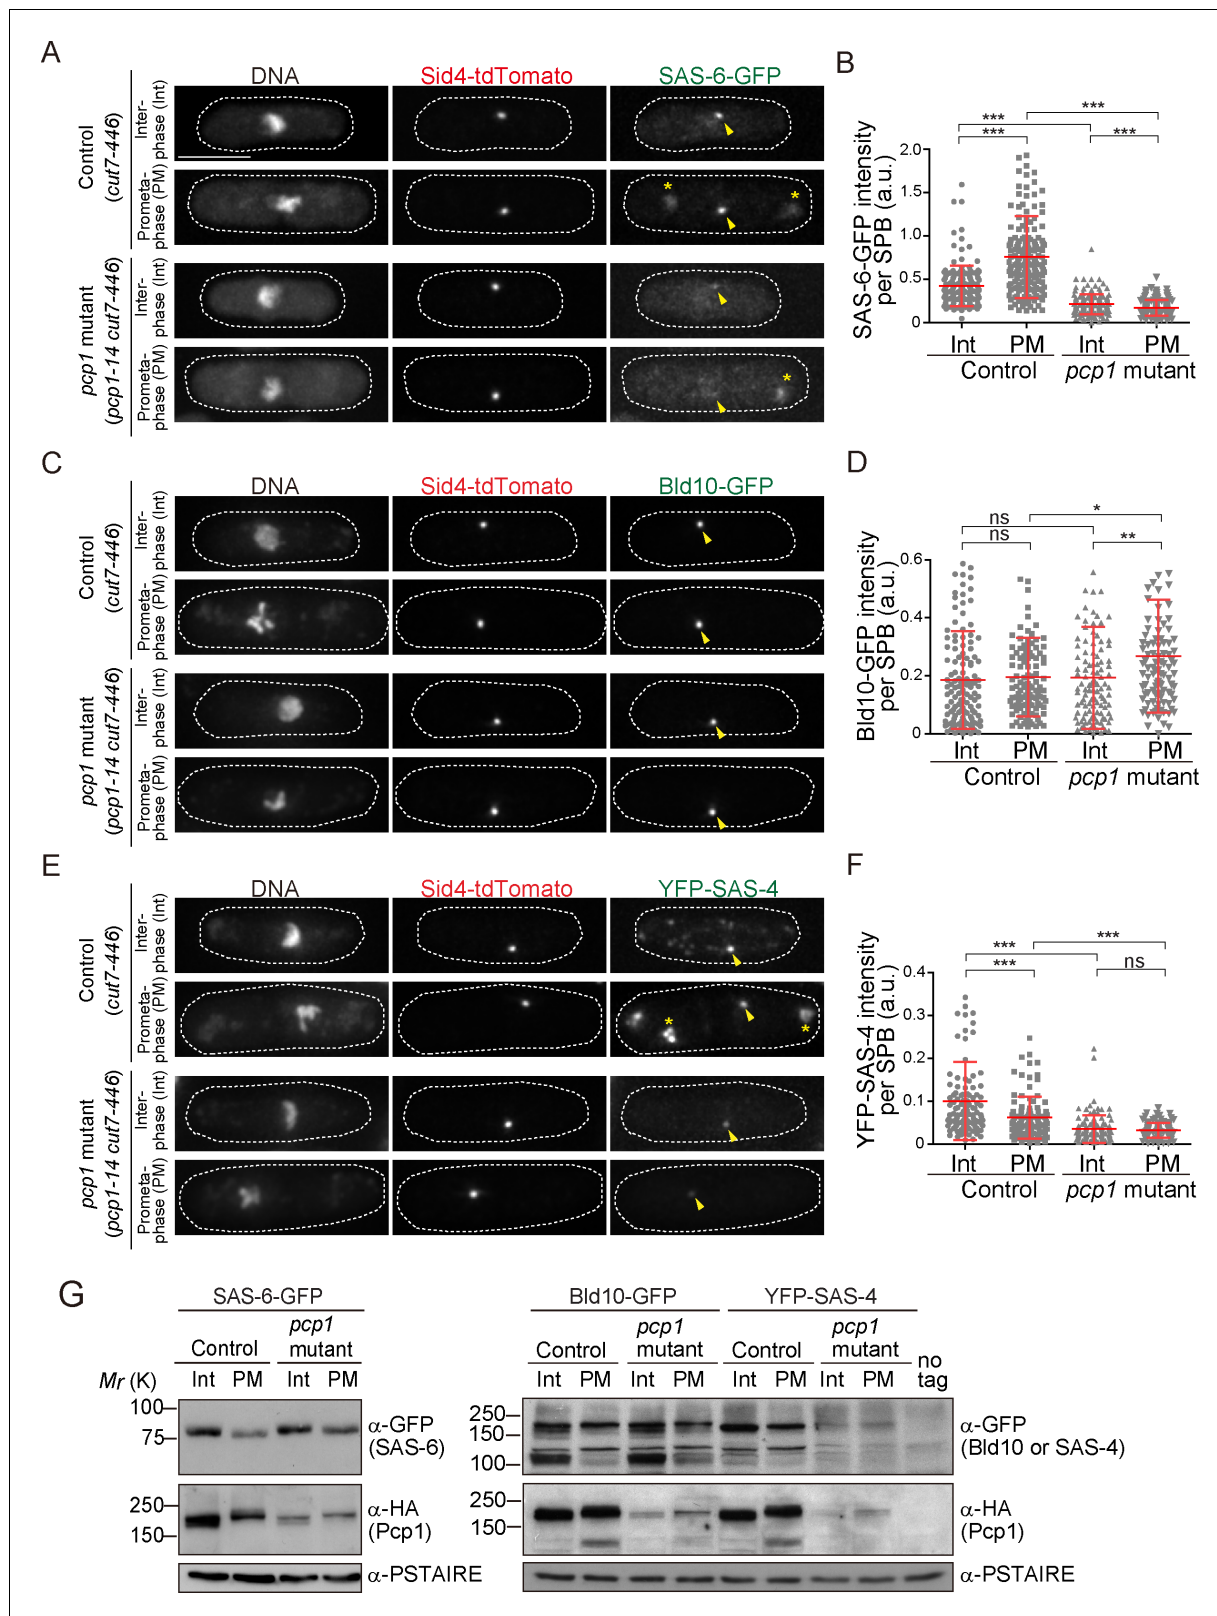 A
DNA
Sid4-tdTomato
SAS-6-GFP
Control
(cut7-446)
Inter-
phase (Int)
Prometa-
phase (PM)
*
*
pcp1 mutant
(pcp1-14 cut7-446)
Inter-
phase (Int)
Prometa-
phase (PM)
*
B
***
***
***
***
SAS-6-GFP intensity
per SPB (a.u.)
2.0
1.5
1.0
0.5
0
Int
PM
Int
PM
Control
pcp1 mutant
C
DNA
Sid4-tdTomato
Bld10-GFP
Control
(cut7-446)
Inter-
phase (Int)
Prometa-
phase (PM)
pcp1 mutant
(pcp1-14 cut7-446)
Inter-
phase (Int)
Prometa-
phase (PM)
D
*
ns
ns
**
Bld10-GFP intensity
per SPB (a.u.)
0.6
0.4
0.2
0
Int
PM
Int
PM
Control
pcp1 mutant
E
DNA
Sid4-tdTomato
YFP-SAS-4
Control
(cut7-446)
Inter-
phase (Int)
Prometa-
phase (PM)
*
*
pcp1 mutant
(pcp1-14 cut7-446)
Inter-
phase (Int)
Prometa-
phase (PM)
F
***
***
***
ns
YFP-SAS-4 intensity
per SPB (a.u.)
0.4
0.3
0.2
0.1
0
Int
PM
Int
PM
Control
pcp1 mutant
G
SAS-6-GFP
Control
pcp1
mutant
Mr (K)
Int
PM
Int
PM
100
75
α-GFP
(SAS-6)
250
150
α-HA
(Pcp1)
α-PSTAIRE
Bld10-GFP
YFP-SAS-4
Control
pcp1
mutant
Control
pcp1
mutant
no
tag
Int
PM
Int
PM
Int
PM
Int
PM
250
150
100
α-GFP
(Bld10 or SAS-4)
250
150
α-HA
(Pcp1)
α-PSTAIRE